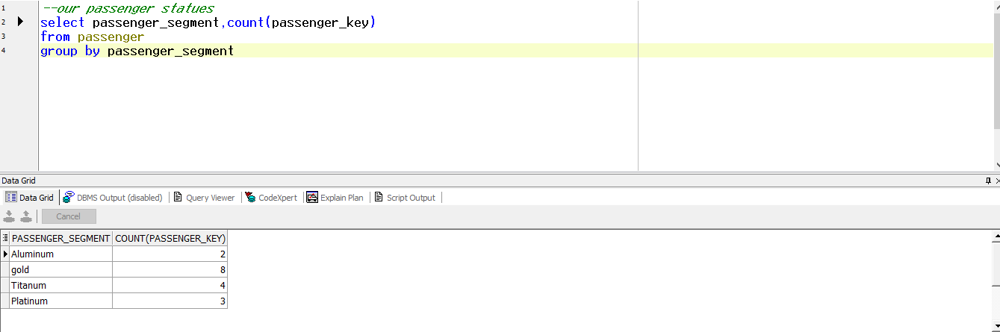 1 --our passenger statues
2 select passenger_segment,count(passenger_key)
3 from passenger
4 group by passenger_segment
Data Grid
Data Grid DBMS Output (disabled) Query Viewer CodeXpert Explain Plan Script Output
Cancel
PASSENGER_SEGMENT COUNT(PASSENGER_KEY)
Aluminum 2
gold 8
Titanum 4
Platinum 3